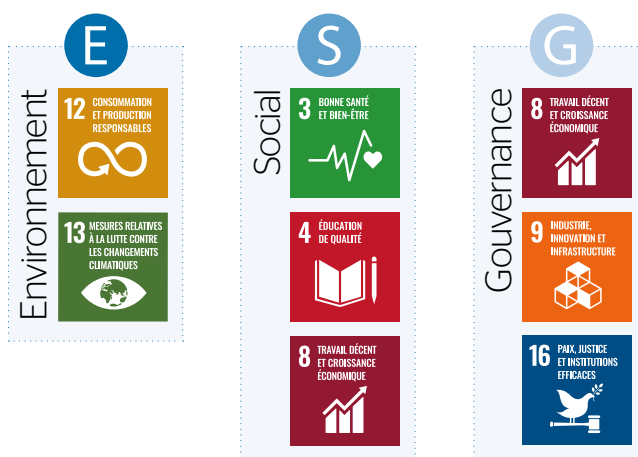 E
Environnement
12 CONSOMMATION
ET PRODUCTION
RESPONSABLES
13 MESURES RELATIVES
À LA LUTTE CONTRE
LES CHANGEMENTS
CLIMATIQUES
S
Social
3 BONNE SANTÉ
ET BIEN-ÊTRE
4 ÉDUCATION
DE QUALITÉ
8 TRAVAIL DÉCENT
ET CROISSANCE
ÉCONOMIQUE
G
Gouvernance
8 TRAVAIL DÉCENT
ET CROISSANCE
ÉCONOMIQUE
9 INDUSTRIE,
INNOVATION ET
INFRASTRUCTURE
16 PAIX, JUSTICE
ET INSTITUTIONS
EFFICACES